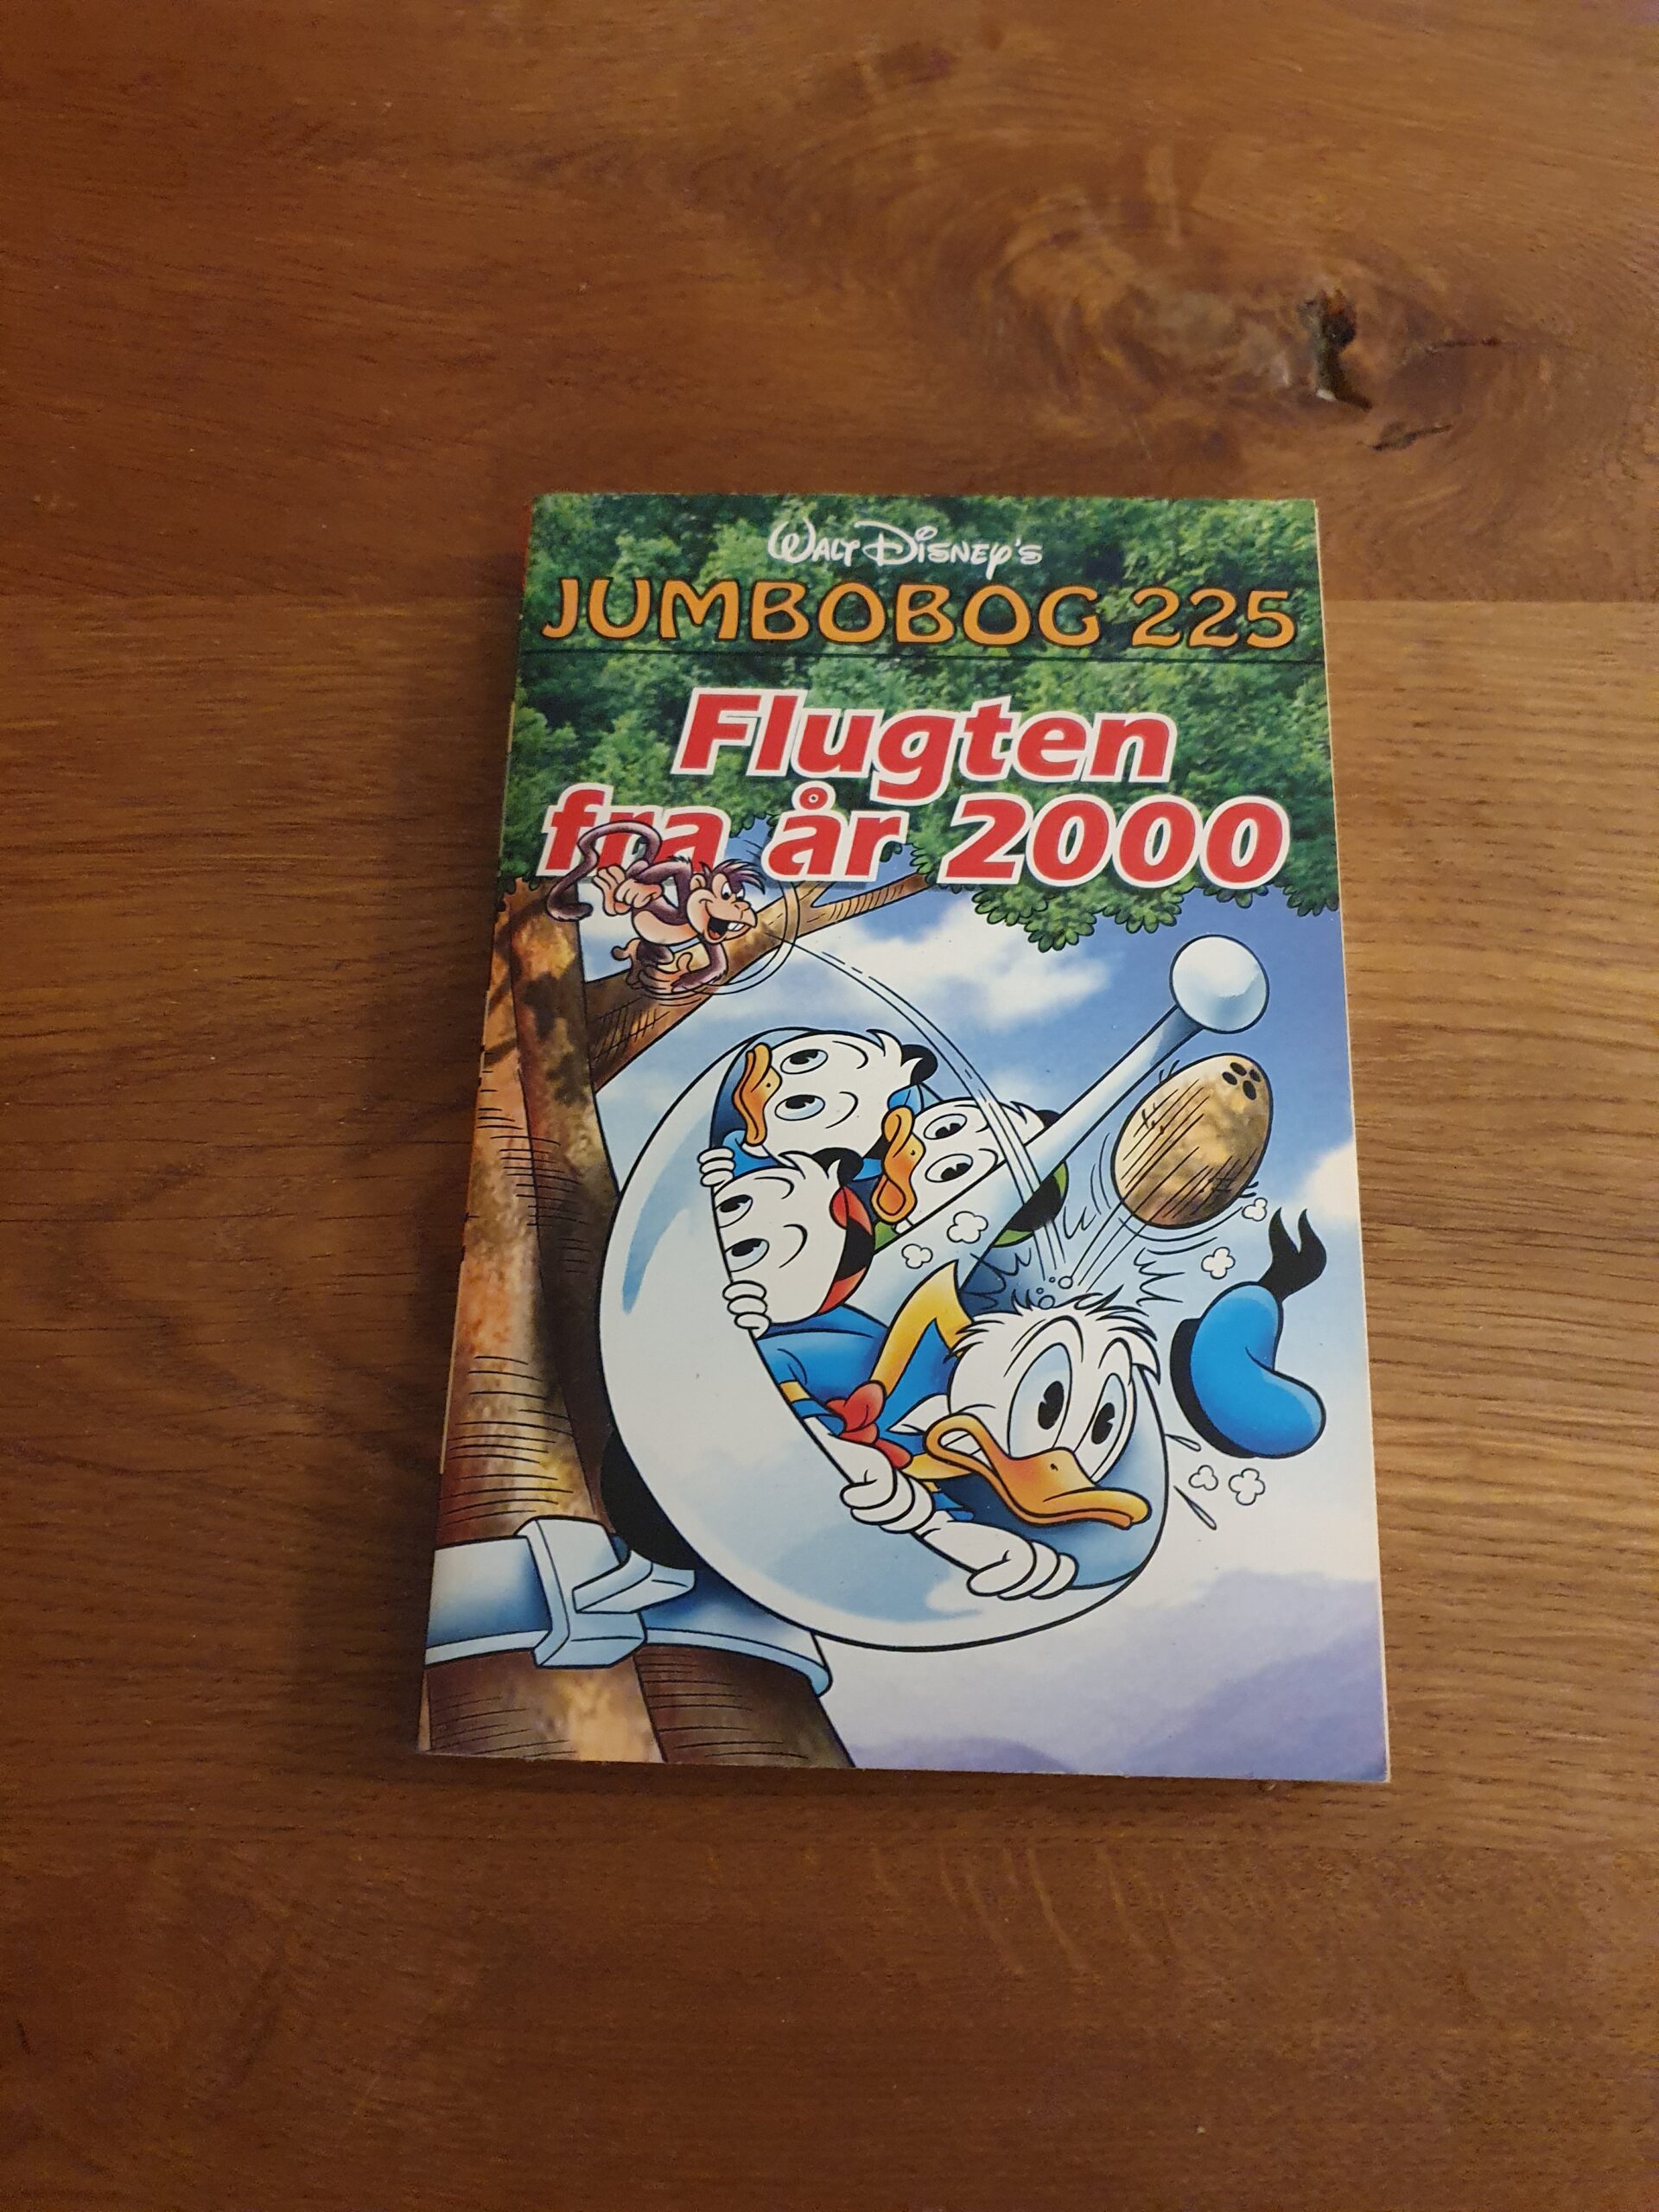 WALT DISNEY'S
JUMBOBOG 225
Flugten
fra år 2000